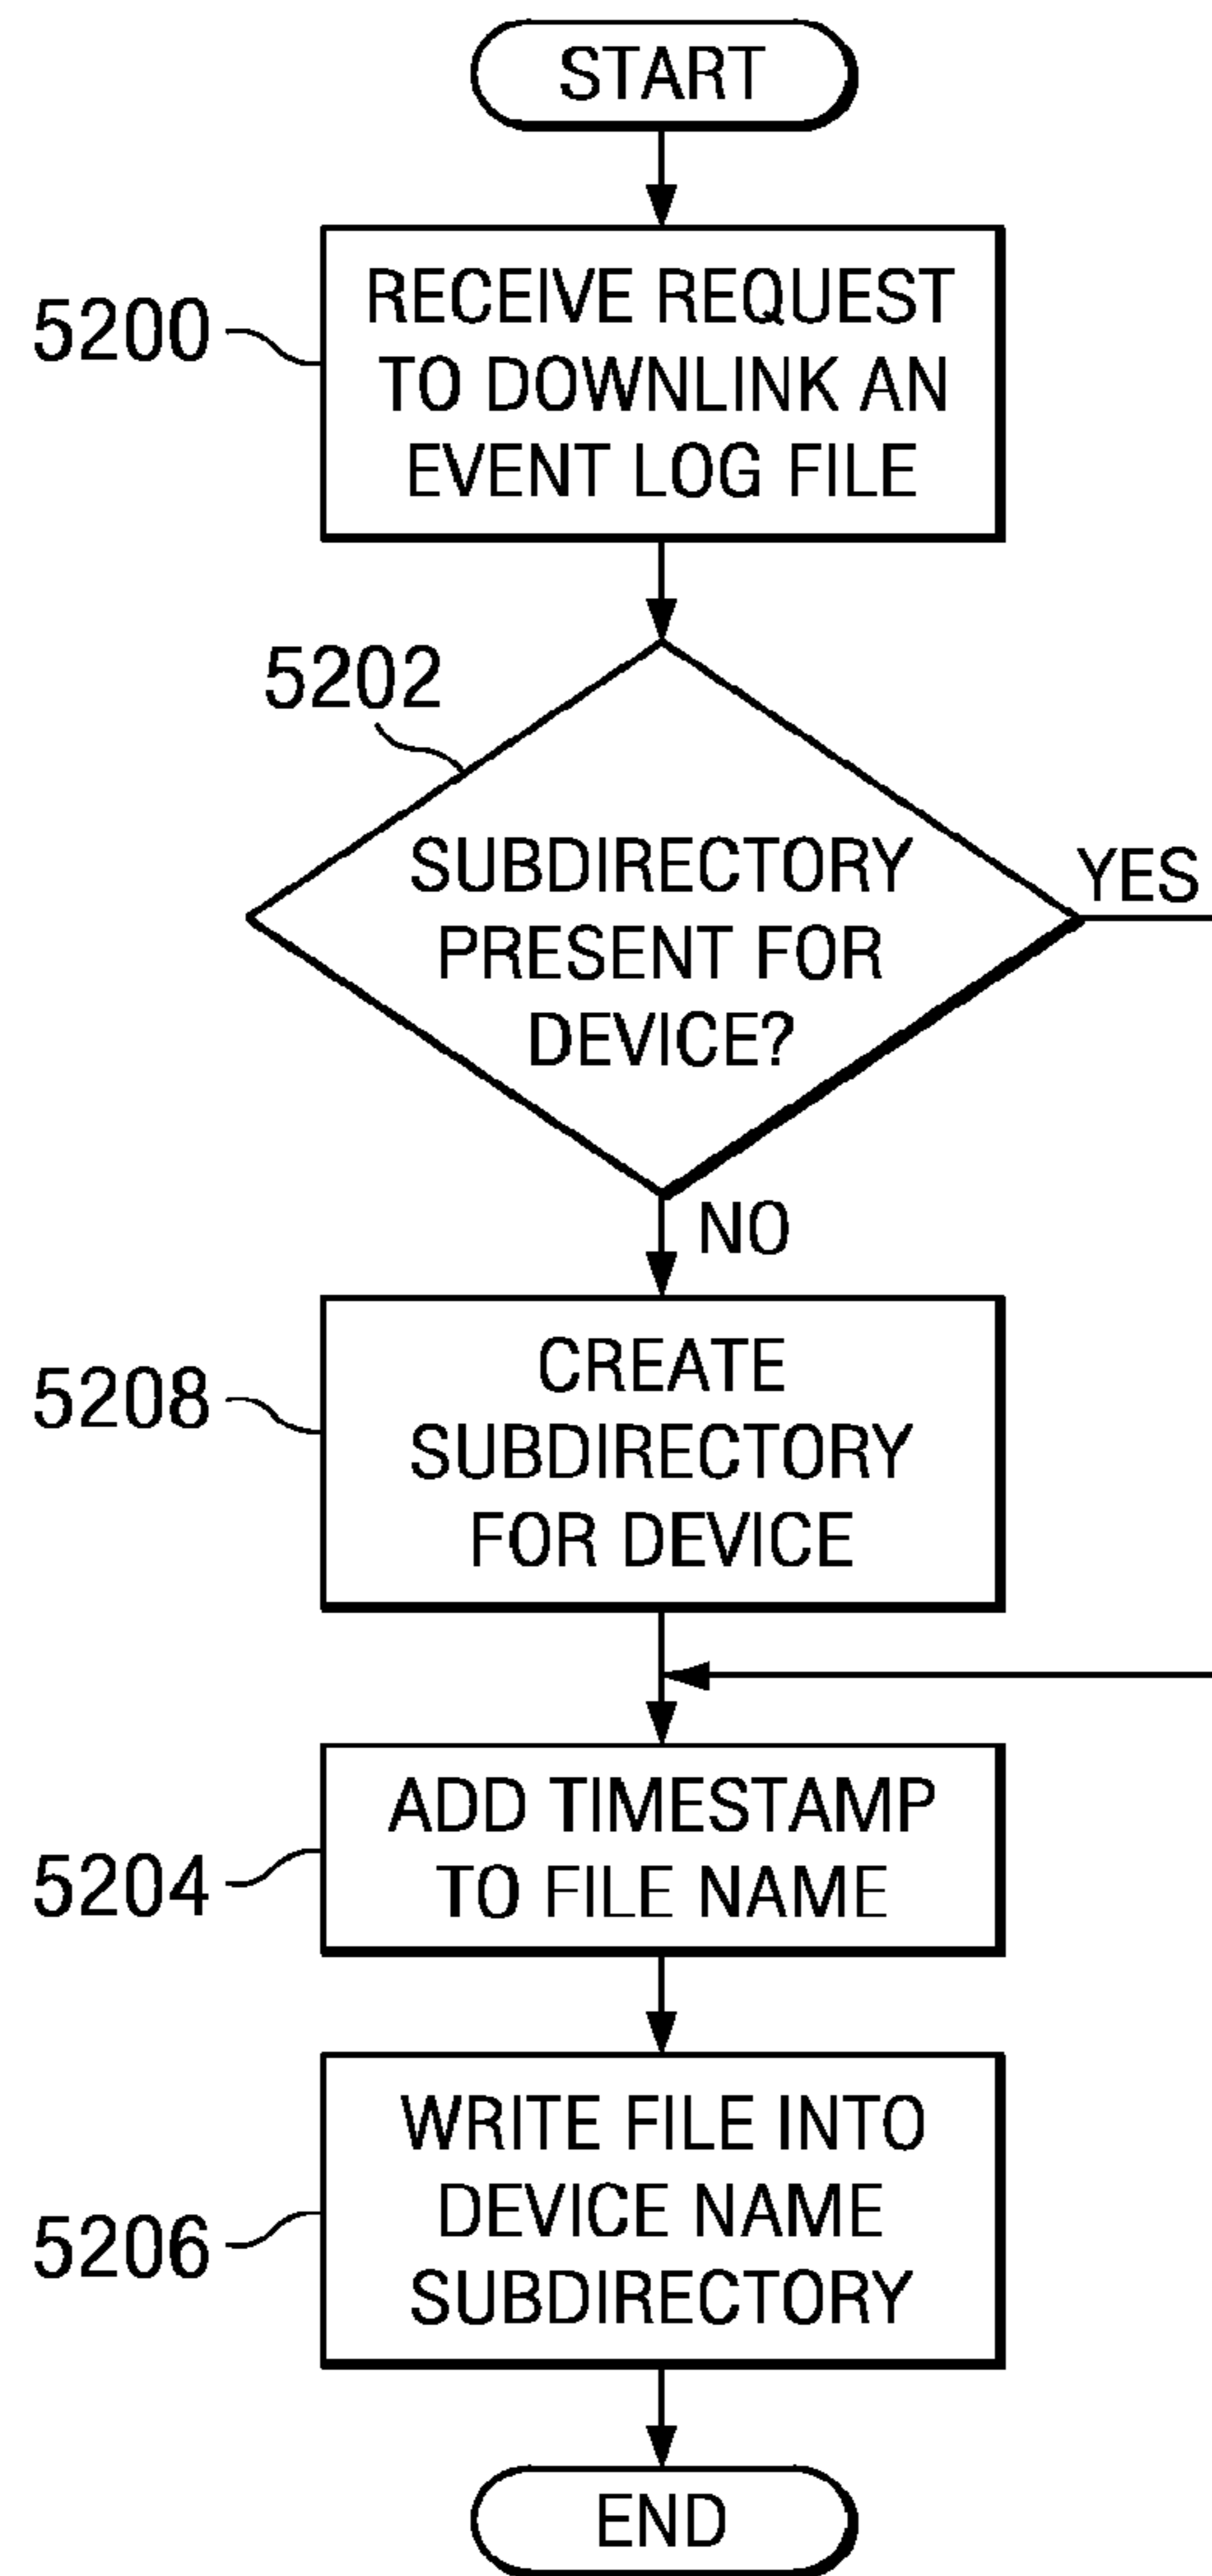 START
5200
RECEIVE REQUEST
TO DOWNLINK AN
EVENT LOG FILE
5202
SUBDIRECTORY
PRESENT FOR
DEVICE?
YES
NO
5208
CREATE
SUBDIRECTORY
FOR DEVICE
5204
ADD TIMESTAMP
TO FILE NAME
5206
WRITE FILE INTO
DEVICE NAME
SUBDIRECTORY
END